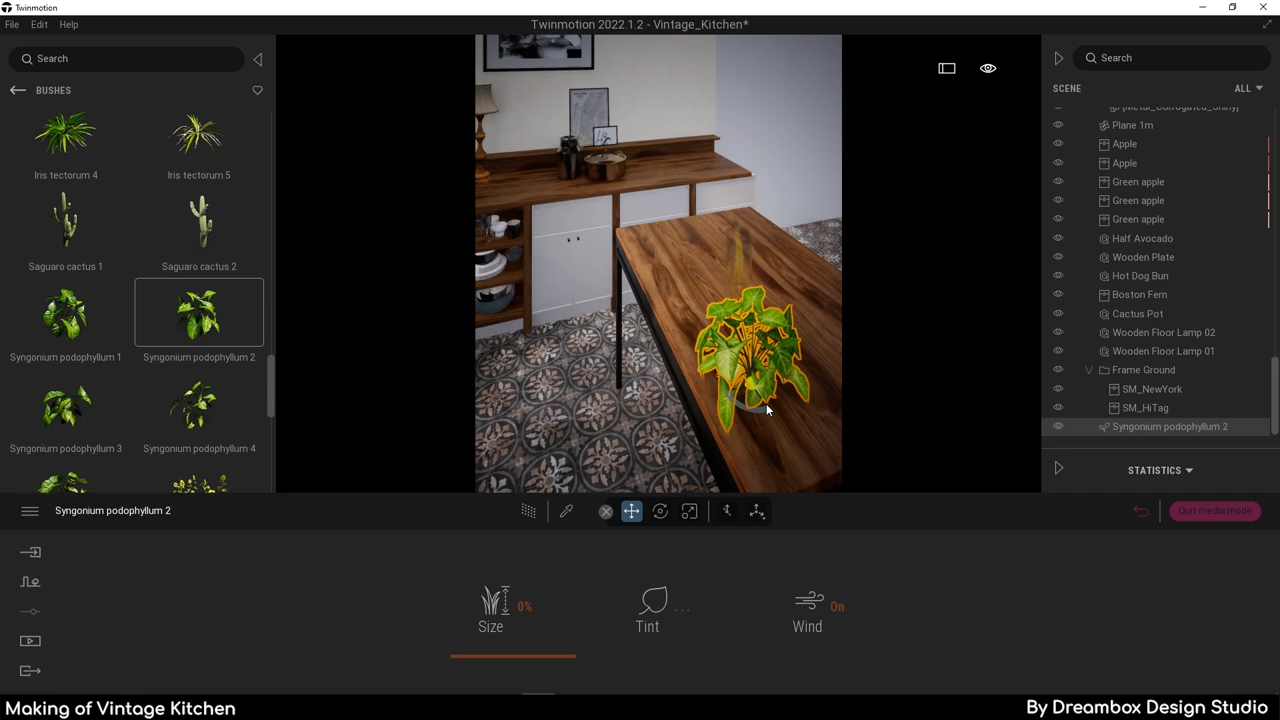 Twinmotion
File Edit Help
Twinmotion 2022.1.2 - Vintage_Kitchen*
Search
BUSHES
Iris tectorum 4
Iris tectorum 5
Saguaro cactus 1
Saguaro cactus 2
Syngonium podophyllum 1
Syngonium podophyllum 2
Syngonium podophyllum 3
Syngonium podophyllum 4
Search
SCENE ALL
[Metal_Corrogated_Shiny]
Plane 1m
Apple
Apple
Green apple
Green apple
Green apple
Half Avocado
Wooden Plate
Hot Dog Bun
Boston Fern
Cactus Pot
Wooden Floor Lamp 02
Wooden Floor Lamp 01
Frame Ground
SM_NewYork
SM_HiTag
Syngonium podophyllum 2
STATISTICS
Syngonium podophyllum 2
Quit media mode
0%
Size
...
Tint
On
Wind
Making of Vintage Kitchen
By Dreambox Design Studio